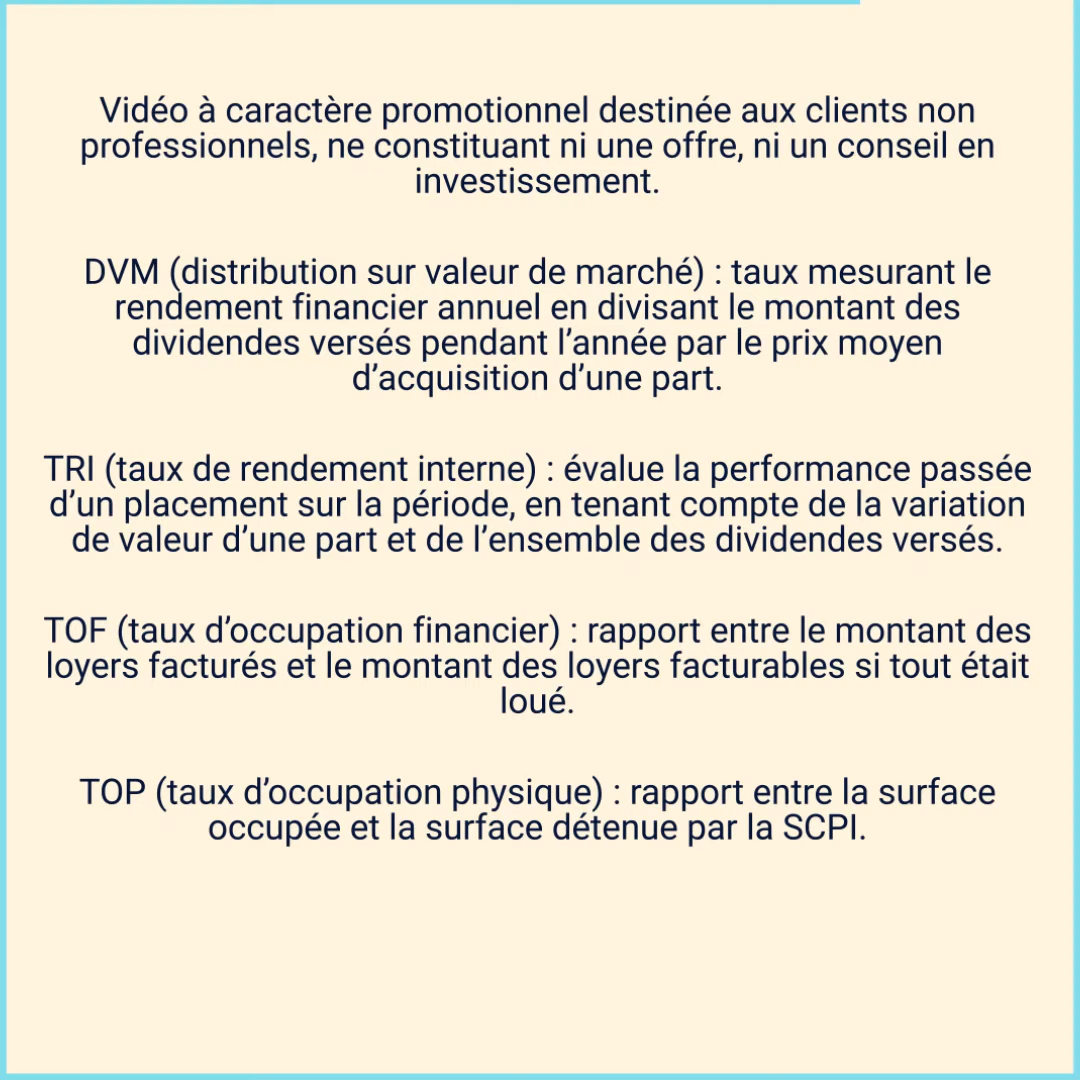 Vidéo à caractère promotionnel destinée aux clients non
professionnels, ne constituant ni une offre, ni un conseil en
investissement.
DVM (distribution sur valeur de marché) : taux mesurant le
rendement financier annuel en divisant le montant des
dividendes versés pendant l’année par le prix moyen
d’acquisition d’une part.
TRI (taux de rendement interne) : évalue la performance passée
d’un placement sur la période, en tenant compte de la variation
de valeur d’une part et de l’ensemble des dividendes versés.
TOF (taux d’occupation financier) : rapport entre le montant des
loyers facturés et le montant des loyers facturables si tout était
loué.
TOP (taux d’occupation physique) : rapport entre la surface
occupée et la surface détenue par la SCPI.